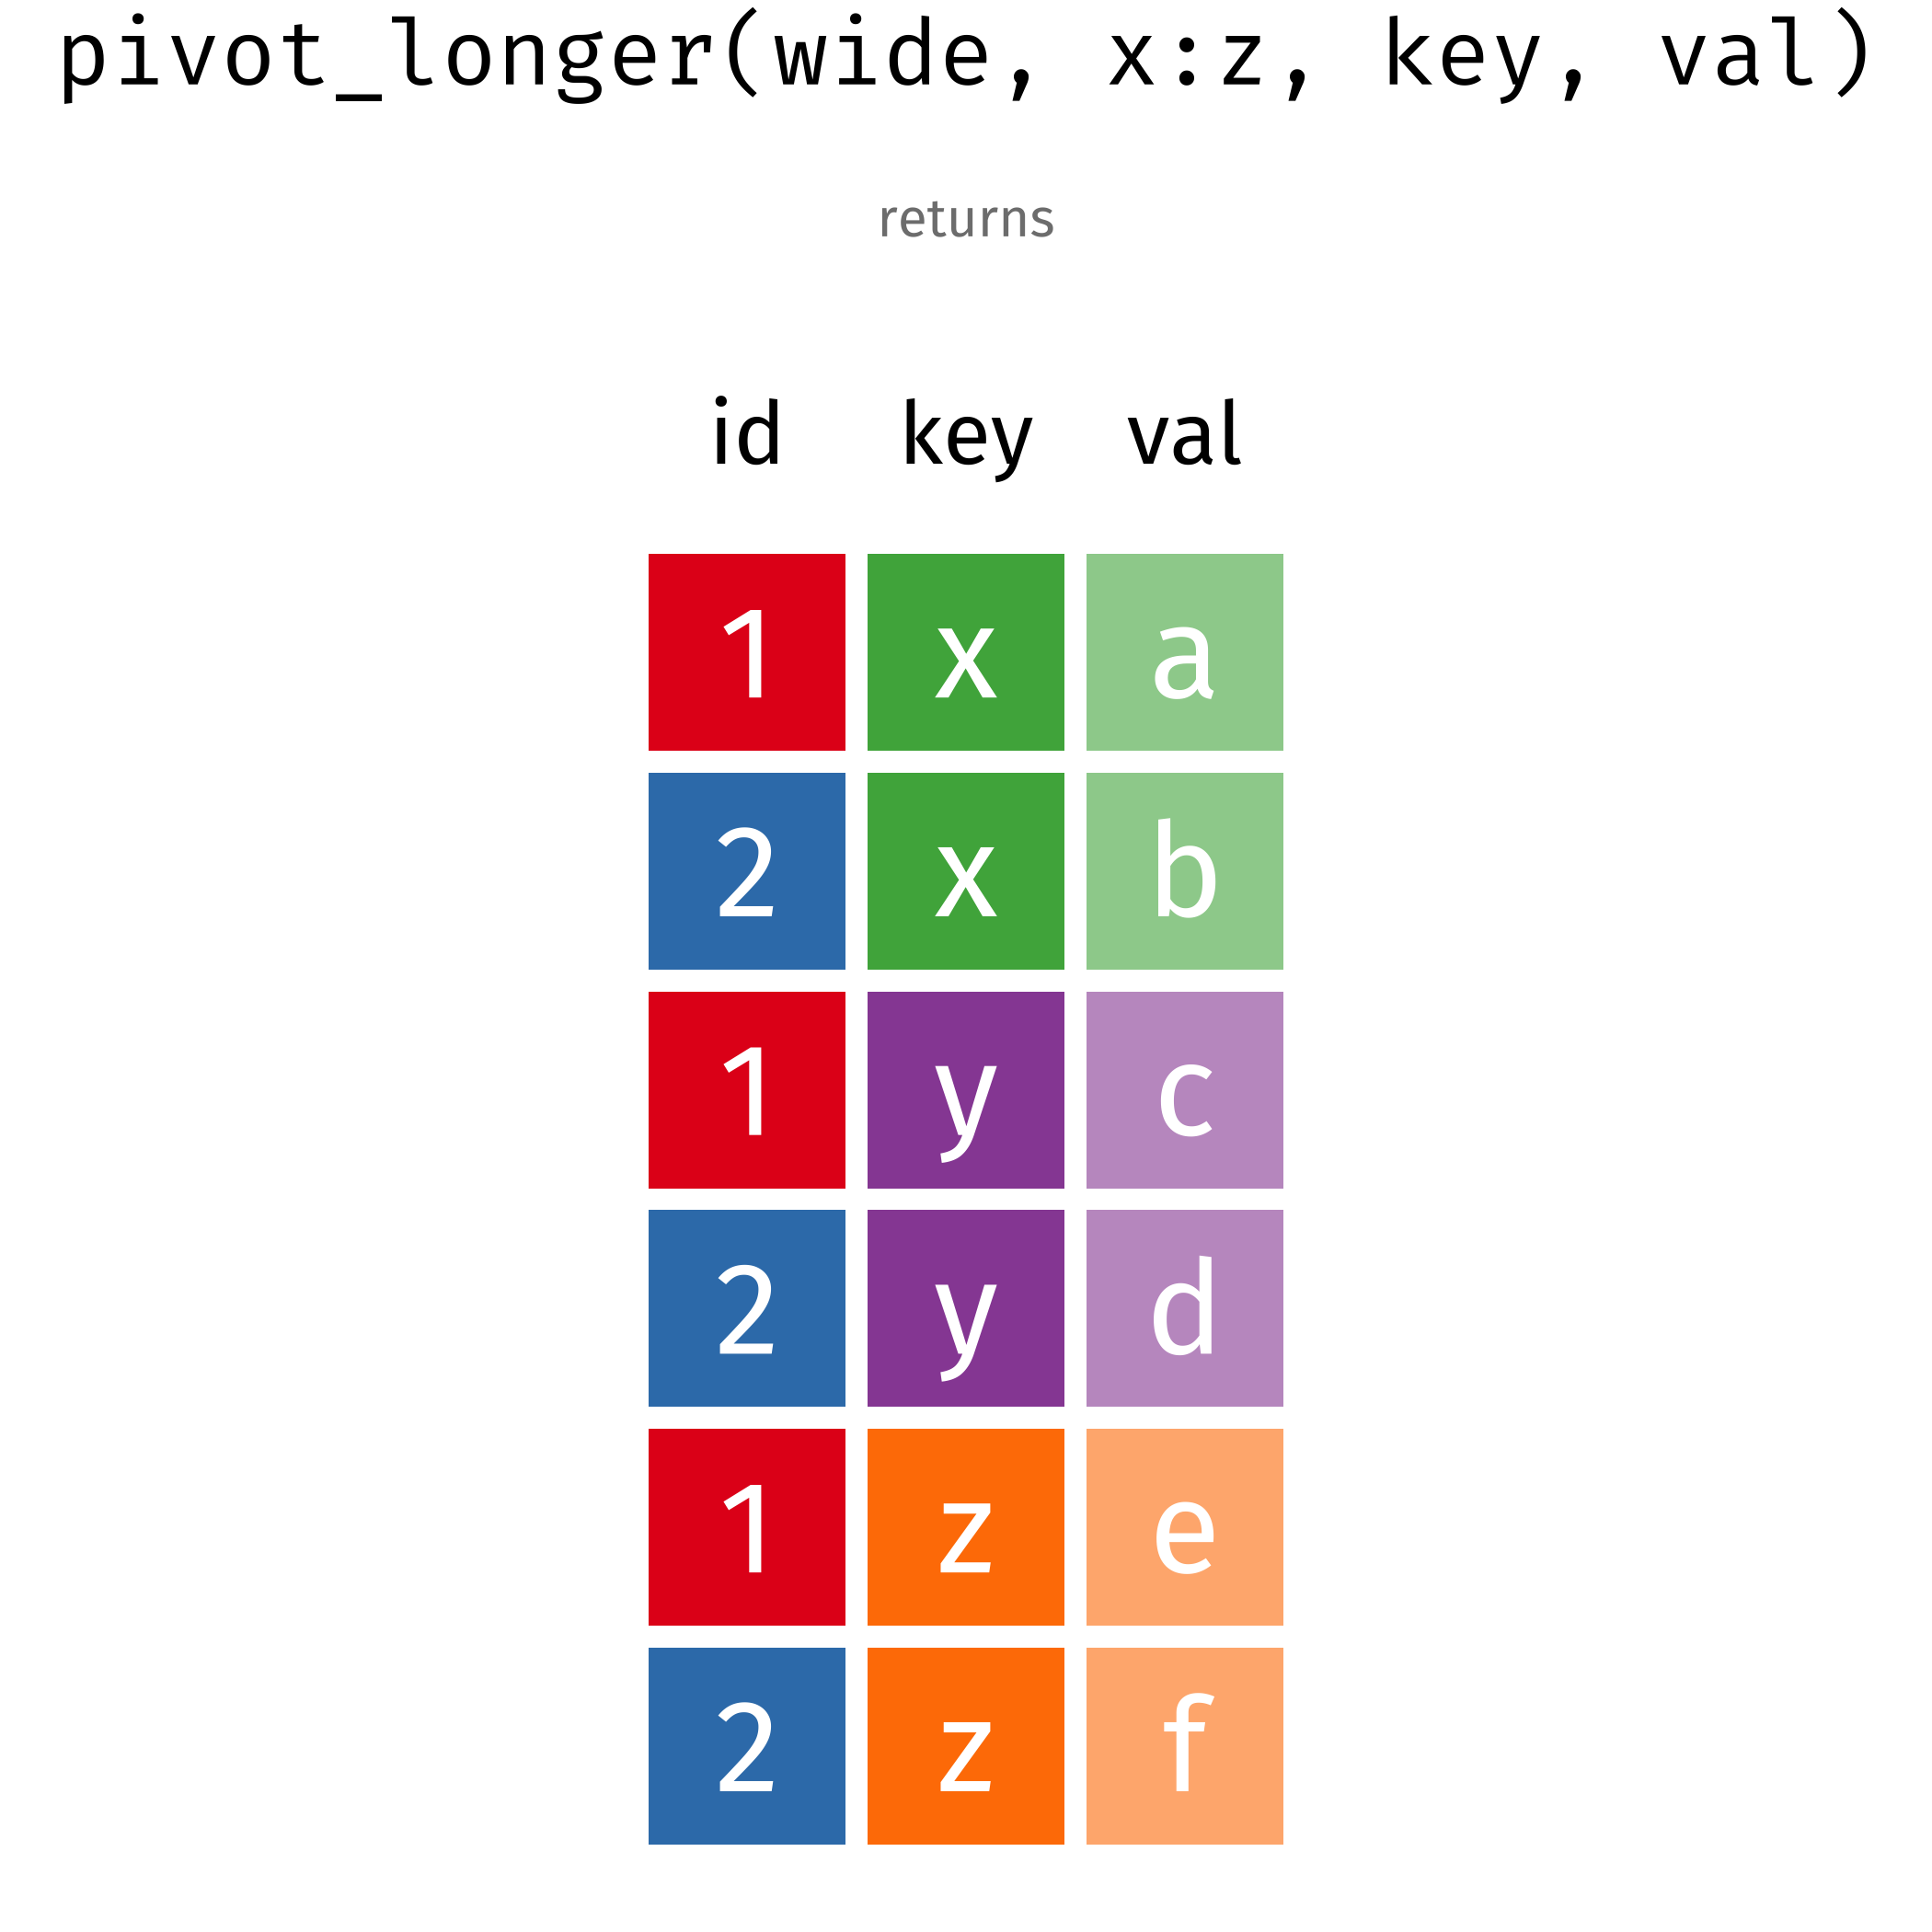 pivot_longer(wide, x:z, key, val)
returns
id key val
1 x a
2 x b
1 y c
2 y d
1 z e
2 z f